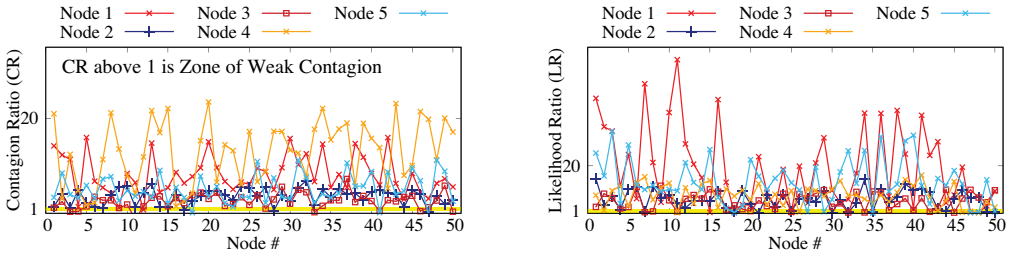 Node 1 Node 3 Node 5
Node 2 Node 4
CR above 1 is Zone of Weak Contagion
Contagion Ratio (CR)
20
1
0 5 10 15 20 25 30 35 40 45 50
Node #
Node 1 Node 3 Node 5
Node 2 Node 4
Likelihood Ratio (LR)
20
1
0 5 10 15 20 25 30 35 40 45 50
Node #